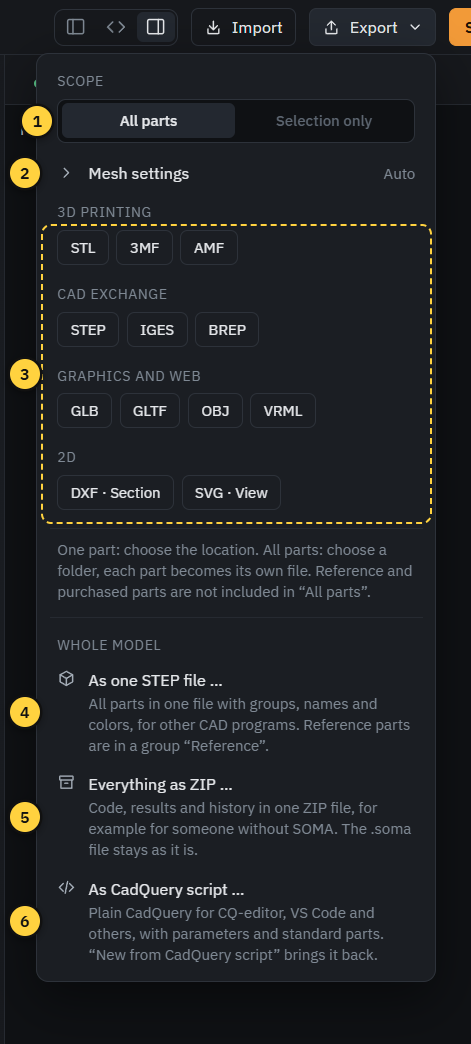 Import
Export
SCOPE
1
All parts
Selection only
2
Mesh settings
Auto
3D PRINTING
STL
3MF
AMF
CAD EXCHANGE
STEP
IGES
BREP
3
GRAPHICS AND WEB
GLB
GLTF
OBJ
VRML
2D
DXF · Section
SVG · View
One part: choose the location. All parts: choose a
folder, each part becomes its own file. Reference and
purchased parts are not included in “All parts”.
WHOLE MODEL
As one STEP file ...
4
All parts in one file with groups, names and
colors, for other CAD programs. Reference parts
are in a group “Reference”.
Everything as ZIP ...
5
Code, results and history in one ZIP file, for
example for someone without SOMA. The .soma
file stays as it is.
As CadQuery script ...
6
Plain CadQuery for CQ-editor, VS Code and
others, with parameters and standard parts.
“New from CadQuery script” brings it back.